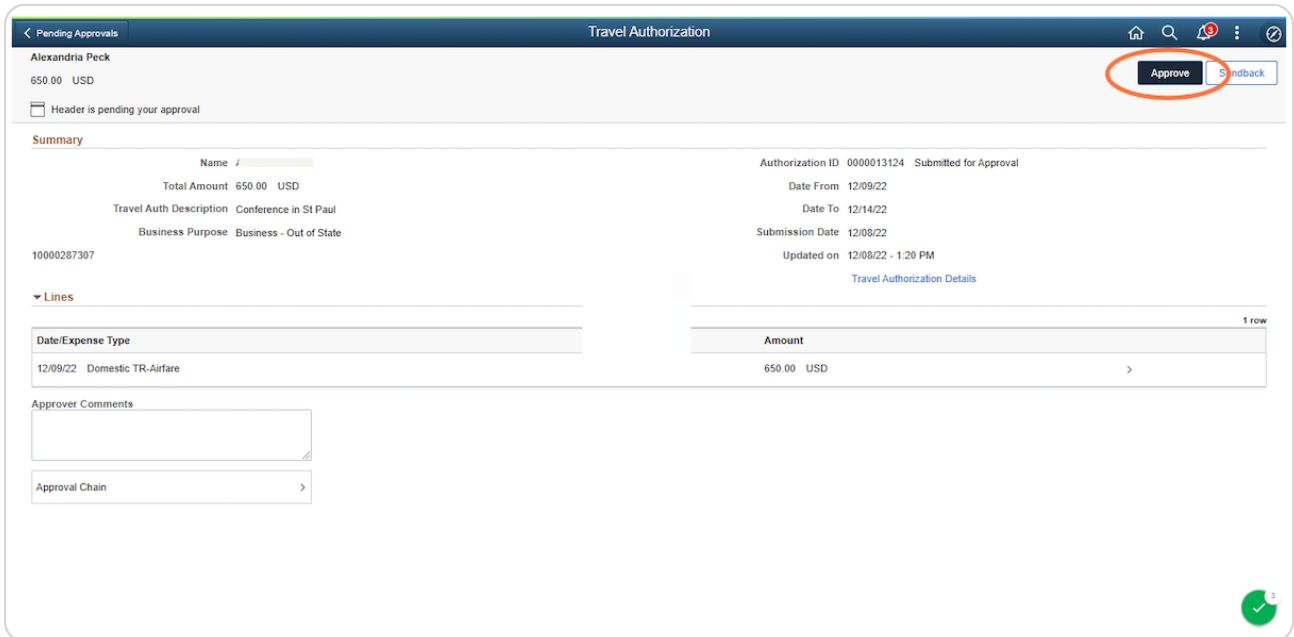 Pending Approvals
Travel Authorization
3
Alexandria Peck
650.00 USD
Approve
Header is pending your approval
Summary
Name
Authorization ID 0000013124 Submitted for Approval
Total Amount 650.00 USD
Date From 12/09/22
Travel Auth Description Conference in St Paul
Date To 12/14/22
Business Purpose Business - Out of State
Submission Date 12/08/22
10000287307
Updated on 12/08/22 - 1:20 PM
Travel Authorization Details
Lines
1 row
Date/Expense Type Amount
12/09/22 Domestic TR-Airfare 650.00 USD
Approver Comments
Approval Chain
3